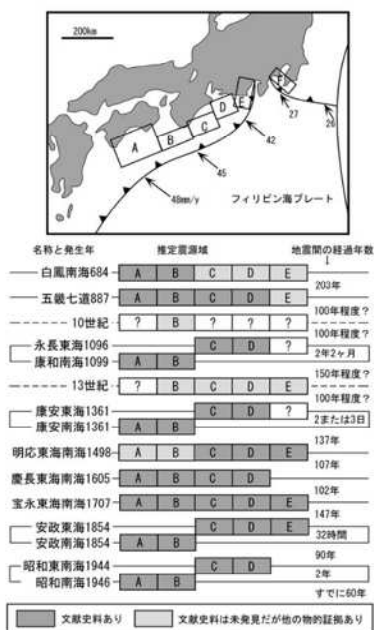 200km
A
B
C
D
E
F
27
26
42
45
48mm/y
フィリピン海プレート
名称と発生年 推定震源域 地震間の経過年数
白鳳南海684 A B C D E
203年
五畿七道887 A B C D E
100年程度?
10世紀 ? B ? ? ?
100年程度?
永長東海1096 C D ?
2年2ヶ月
康和南海1099 A B
150年程度?
13世紀 ? B C D E
100年程度?
康安東海1361 C D ?
2または3日
康安南海1361 A B
137年
明応東海南海1498 A B C D E
107年
慶長東海南海1605 A B C D
102年
宝永東海南海1707 A B C D E
147年
安政東海1854 C D E
32時間
安政南海1854 A B
90年
昭和東南海1944 C D
2年
昭和南海1946 A B
すでに60年
文献史料あり 文献史料は未発見だが他の物的証拠あり